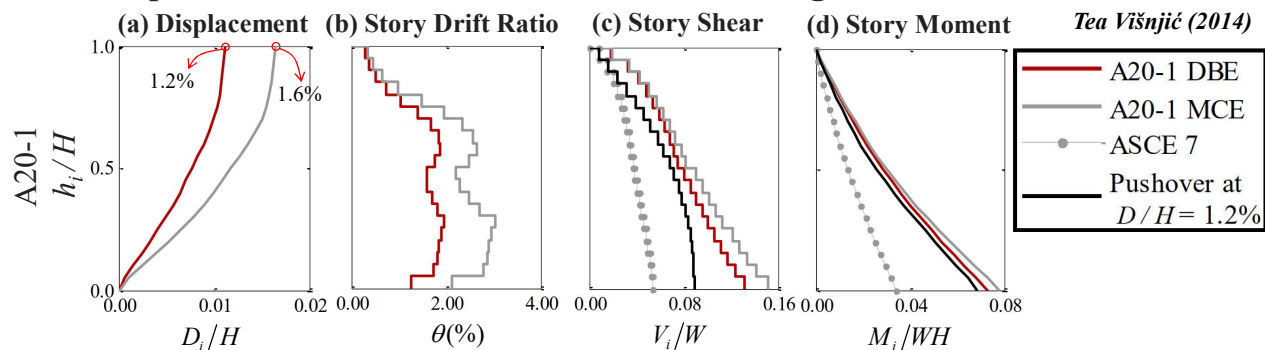 (a) Displacement
(b) Story Drift Ratio
(c) Story Shear
(d) Story Moment
Tea Višnjić (2014)
A20-1
h_i/H
1.0
0.5
0.0
1.2%
1.6%
0.00 0.01 0.02
D_i/H
0.00 2.00 4.00
θ(%)
0.00 0.08 0.16
V_i/W
0.00 0.04 0.08
M_i/WH
A20-1 DBE
A20-1 MCE
ASCE 7
Pushover at
D/H = 1.2%